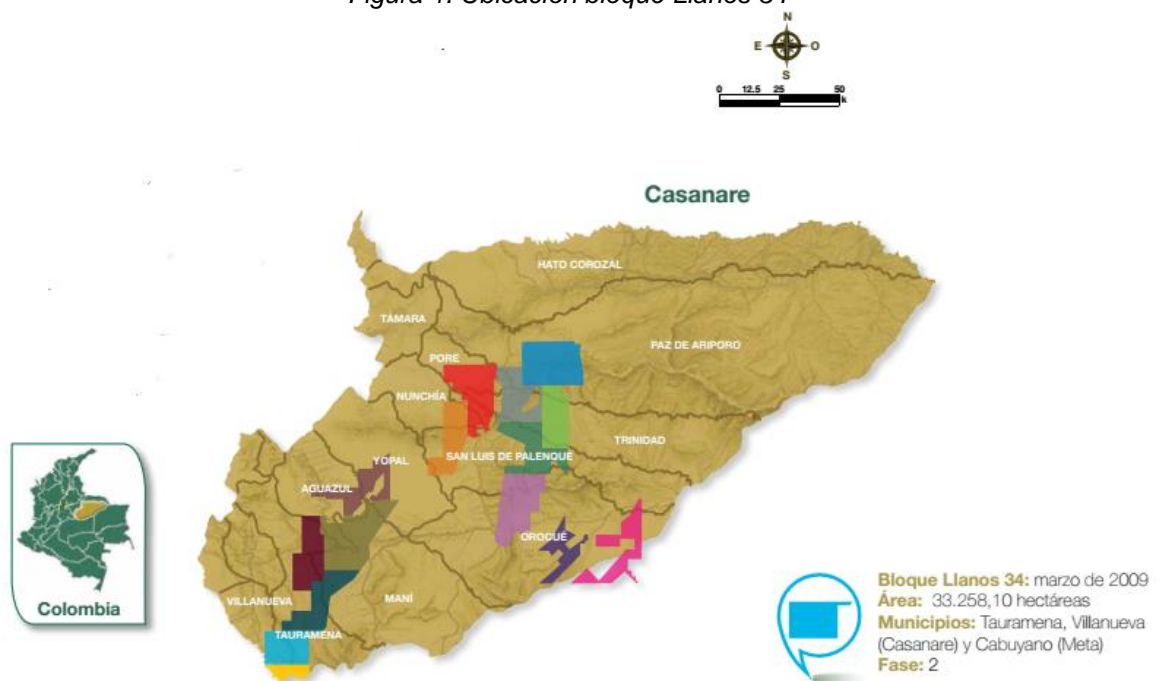 Figura 4. Ubicación bloque Llanos 34
N
E O
S
0 12.5 25 50
k
Casanare
HATO COROZAL
TÁMARA
PAZ DE ARIPORO
PORE
NUNCHÍA
TRINIDAD
SAN LUIS DE PALENQUE
YOPAL
AGUAZUL
OROCUÉ
VILLANUEVA
MANÍ
TAURAMENA
Colombia
Bloque Llanos 34: marzo de 2009
Área: 33.258,10 hectáreas
Municipios: Tauramena, Villanueva
(Casanare) y Cabuyano (Meta)
Fase: 2